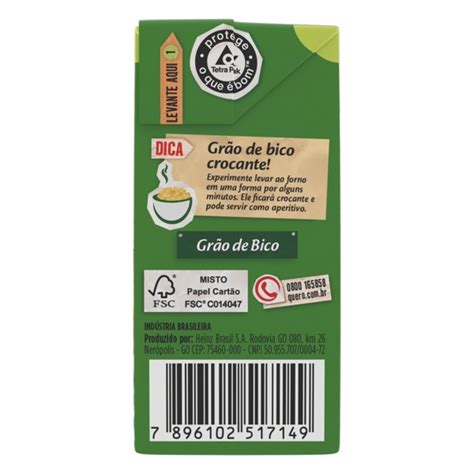 LEVANTE AQUI 1
protege
o que é bom™
Tetra Pak
DICA
Grão de bico
crocante!
Experimente levar ao forno
em uma forma por alguns
minutos. Ele ficará crocante e
pode servir como aperitivo.
Grão de Bico
FSC
MISTO
Papel Cartão
FSC® C014047
0800 165858
quero.com.br
INDÚSTRIA BRASILEIRA
Produzido por: Heinz Brasil S.A. Rodovia GO 080, km 26
Nerópolis - GO CEP: 75460-000 - CNPJ 50.955.707/0004-72
7 896102 517149